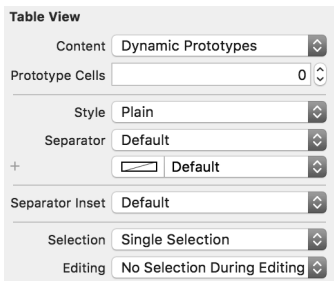 Table View
Content Dynamic Prototypes
Prototype Cells 0
Style Plain
Separator Default
+ Default
Separator Inset Default
Selection Single Selection
Editing No Selection During Editing